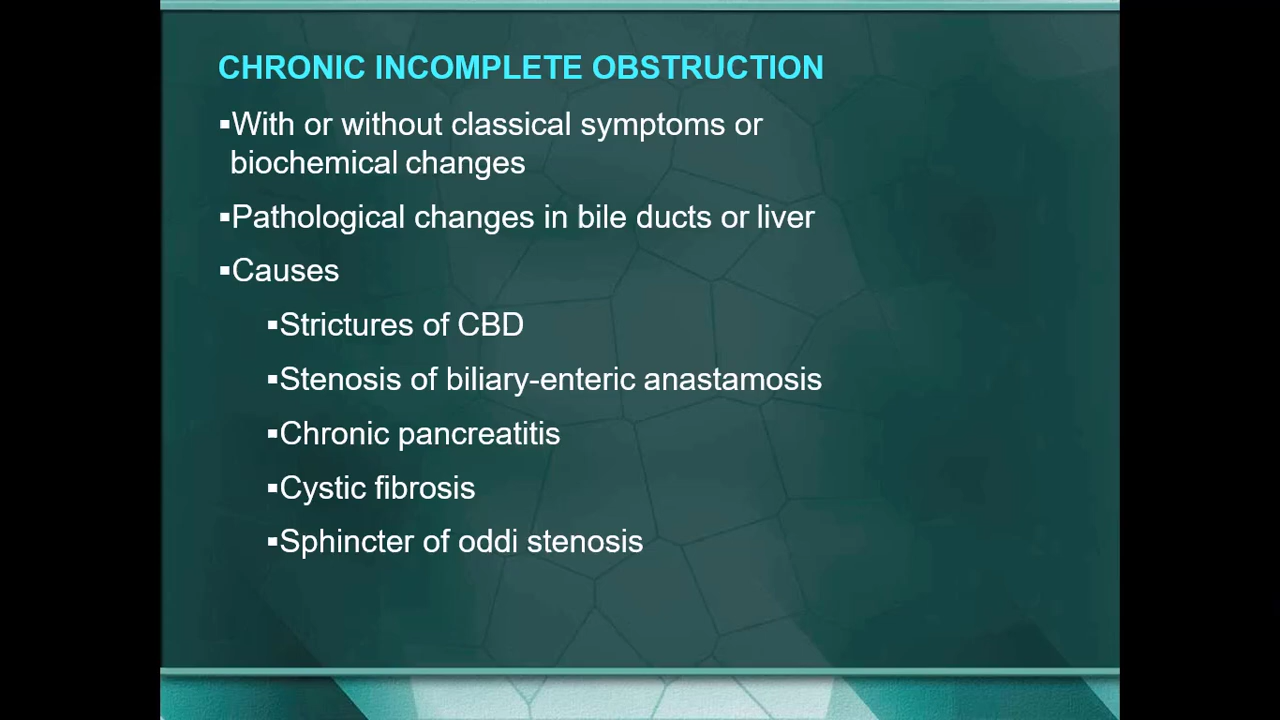 CHRONIC INCOMPLETE OBSTRUCTION
▪With or without classical symptoms or
biochemical changes
▪Pathological changes in bile ducts or liver
▪Causes
▪Strictures of CBD
▪Stenosis of biliary-enteric anastamosis
▪Chronic pancreatitis
▪Cystic fibrosis
▪Sphincter of oddi stenosis